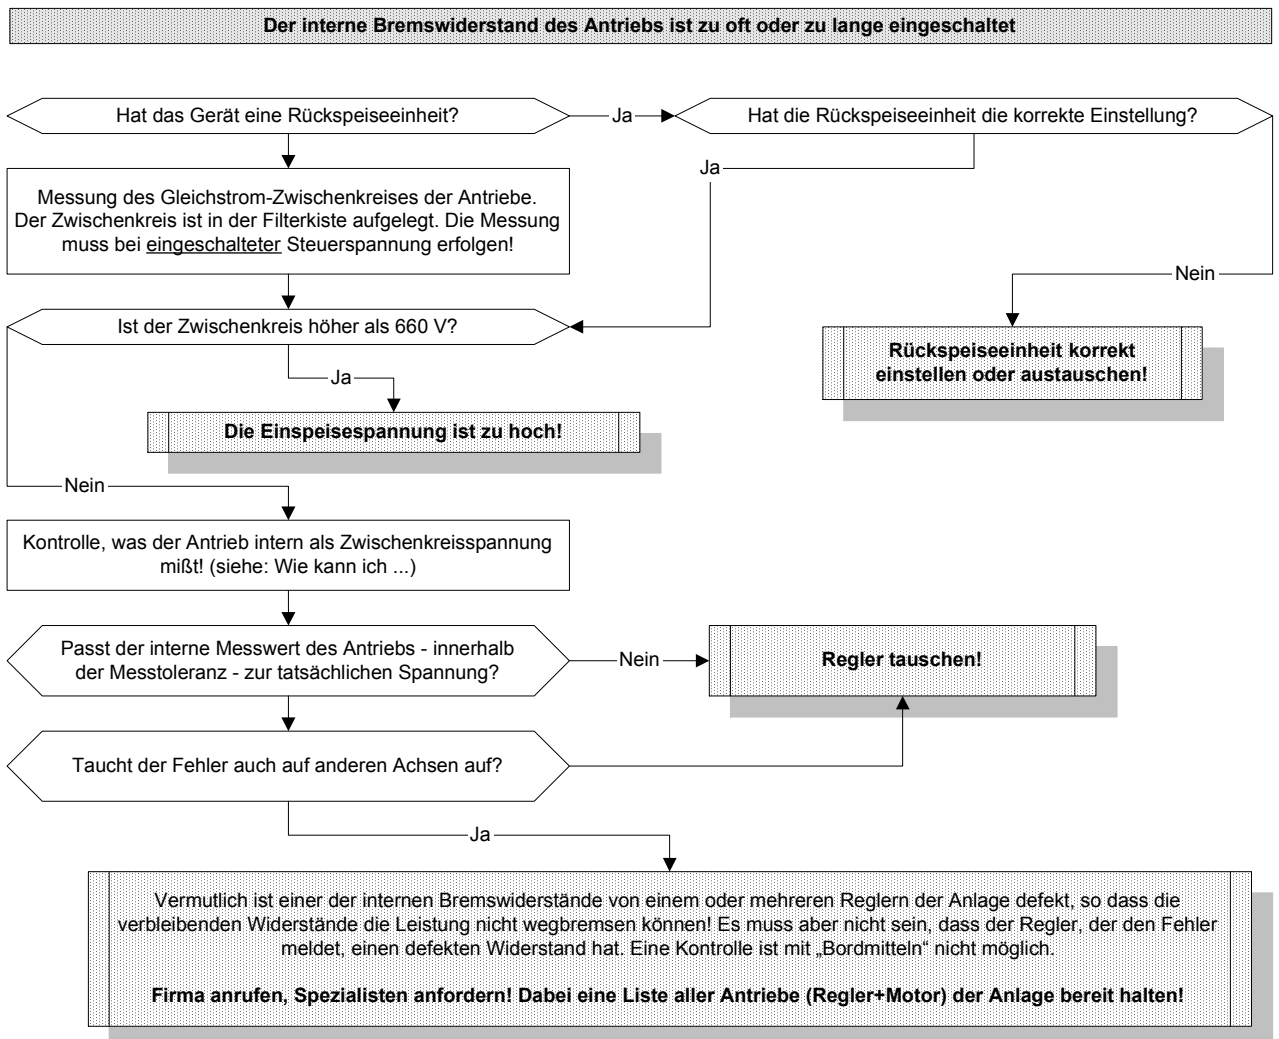 Der interne Bremswiderstand des Antriebs ist zu oft oder zu lange eingeschaltet
Hat das Gerät eine Rückspeiseeinheit?
Ja
Hat die Rückspeiseeinheit die korrekte Einstellung?
Ja
Messung des Gleichstrom-Zwischenkreises der Antriebe.
Der Zwischenkreis ist in der Filterkiste aufgelegt. Die Messung
muss bei eingeschalteter Steuerspannung erfolgen!
Nein
Ist der Zwischenkreis höher als 660 V?
Rückspeiseeinheit korrekt
einstellen oder austauschen!
Ja
Die Einspeisespannung ist zu hoch!
Nein
Kontrolle, was der Antrieb intern als Zwischenkreisspannung
mißt! (siehe: Wie kann ich ...)
Passt der interne Messwert des Antriebs - innerhalb
der Messtoleranz - zur tatsächlichen Spannung?
Nein
Regler tauschen!
Taucht der Fehler auch auf anderen Achsen auf?
Ja
Vermutlich ist einer der internen Bremswiderstände von einem oder mehreren Reglern der Anlage defekt, so dass die
verbleibenden Widerstände die Leistung nicht wegbremsen können! Es muss aber nicht sein, dass der Regler, der den Fehler
meldet, einen defekten Widerstand hat. Eine Kontrolle ist mit „Bordmitteln“ nicht möglich.
Firma anrufen, Spezialisten anfordern! Dabei eine Liste aller Antriebe (Regler+Motor) der Anlage bereit halten!